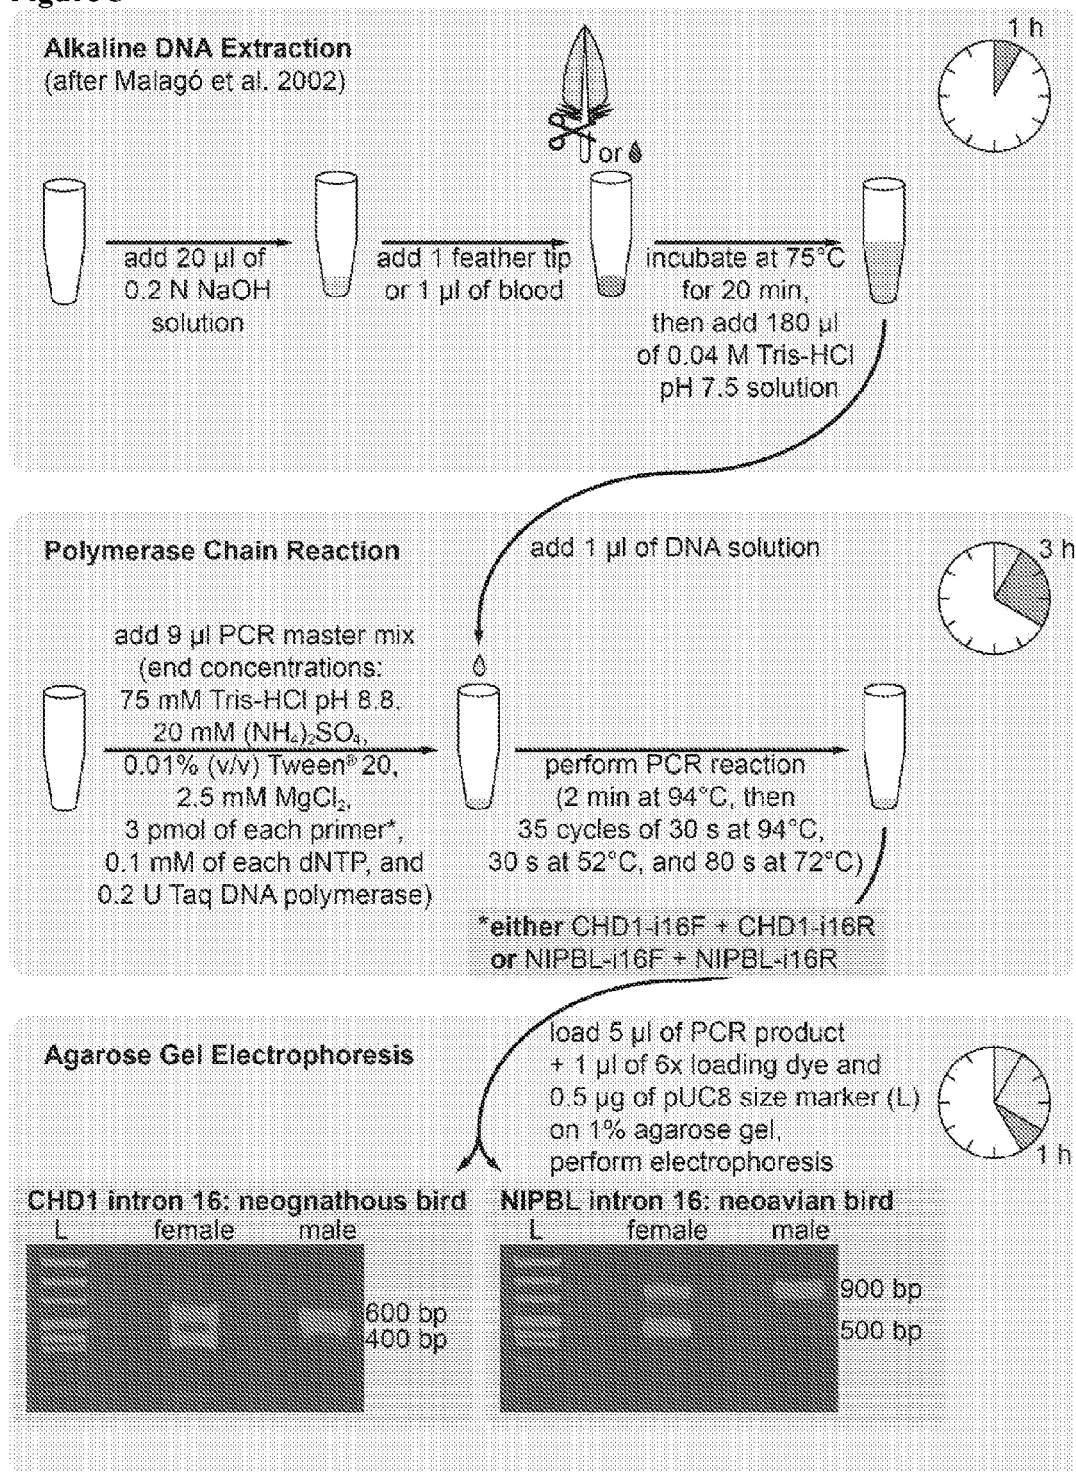 Alkaline DNA Extraction
(after Malagó et al. 2002)
1 h
or
add 20 µl of
0.2 N NaOH
solution
add 1 feather tip
or 1 µl of blood
incubate at 75°C
for 20 min,
then add 180 µl
of 0.04 M Tris-HCl
pH 7.5 solution
Polymerase Chain Reaction
add 1 µl of DNA solution
3 h
add 9 µl PCR master mix
(end concentrations:
75 mM Tris-HCl pH 8.8,
20 mM (NH₄)₂SO₄,
0.01% (v/v) Tween® 20,
2.5 mM MgCl₂,
3 pmol of each primer*,
0.1 mM of each dNTP, and
0.2 U Taq DNA polymerase)
perform PCR reaction
(2 min at 94°C, then
35 cycles of 30 s at 94°C,
30 s at 52°C, and 80 s at 72°C)
*either CHD1-i16F + CHD1-i16R
or NIPBL-i16F + NIPBL-i16R
Agarose Gel Electrophoresis
load 5 µl of PCR product
+ 1 µl of 6x loading dye and
0.5 µg of pUC8 size marker (L)
on 1% agarose gel,
perform electrophoresis
1 h
CHD1 intron 16: neognathous bird
L female male
600 bp
400 bp
NIPBL intron 16: neoavian bird
L female male
900 bp
500 bp